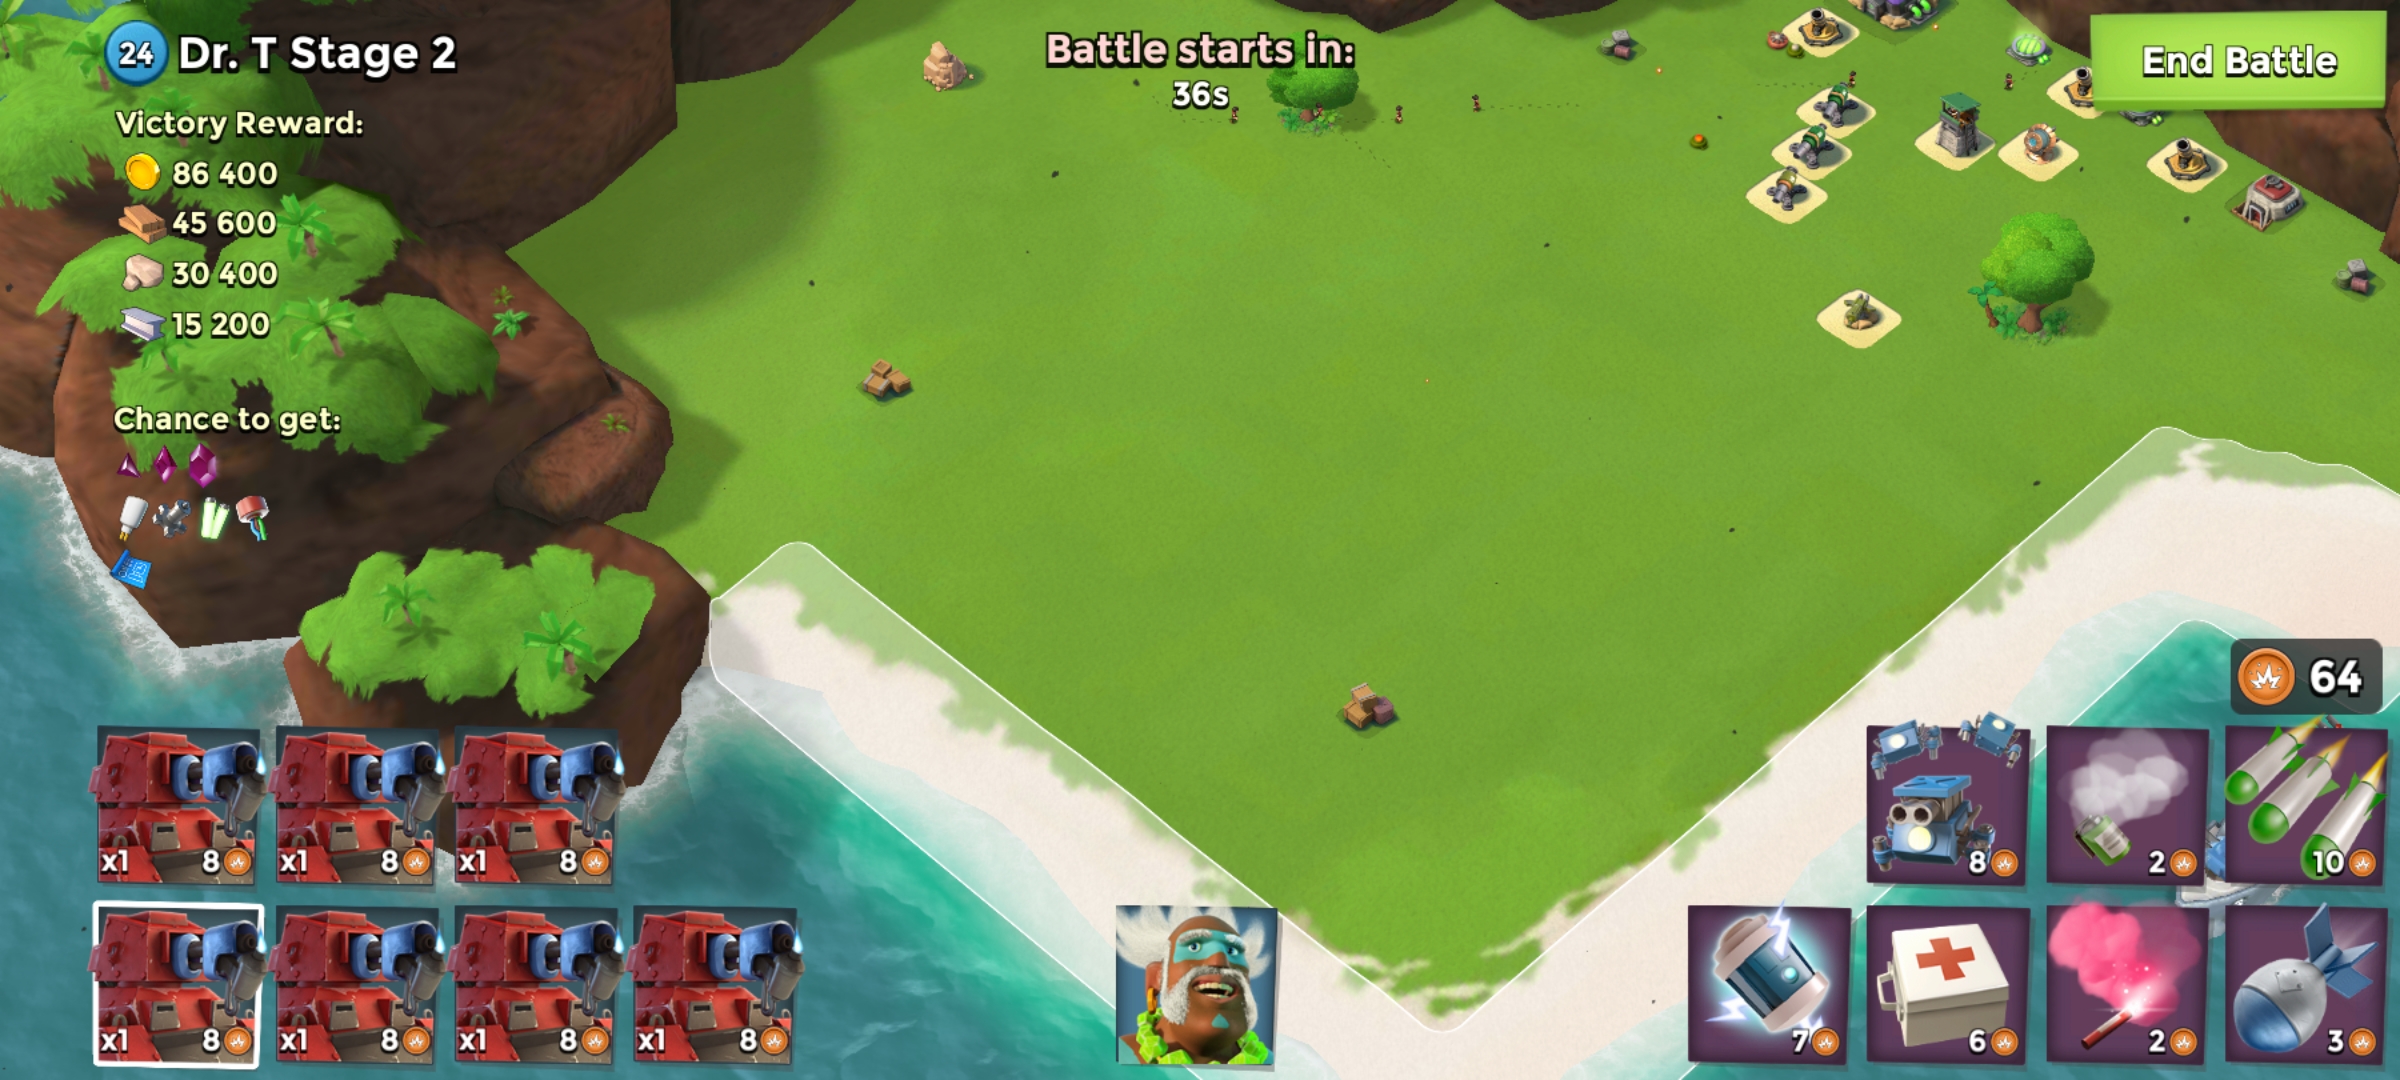 24 Dr. T Stage 2
Battle starts in:
36s
End Battle
Victory Reward:
86 400
45 600
30 400
15 200
Chance to get:
64
x1 8
x1 8
x1 8
8
2
10
x1 8
x1 8
x1 8
x1 8
7
6
2
3